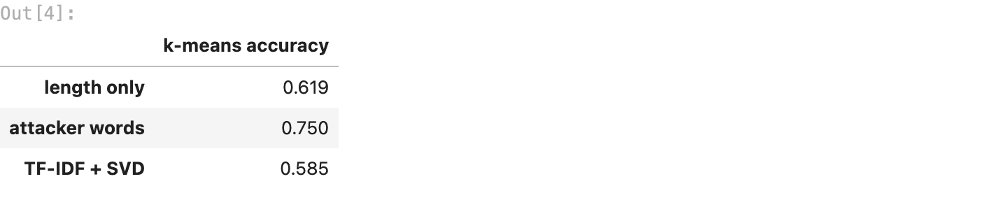 Out[4]:
k-means accuracy
length only 0.619
attacker words 0.750
TF-IDF + SVD 0.585